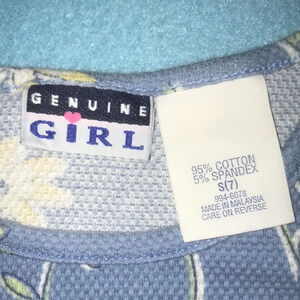 GENUINE
GIRL
95% COTTON
5% SPANDEX
S(7)
994-6078
MADE IN MALAYSIA
CARE ON REVERSE